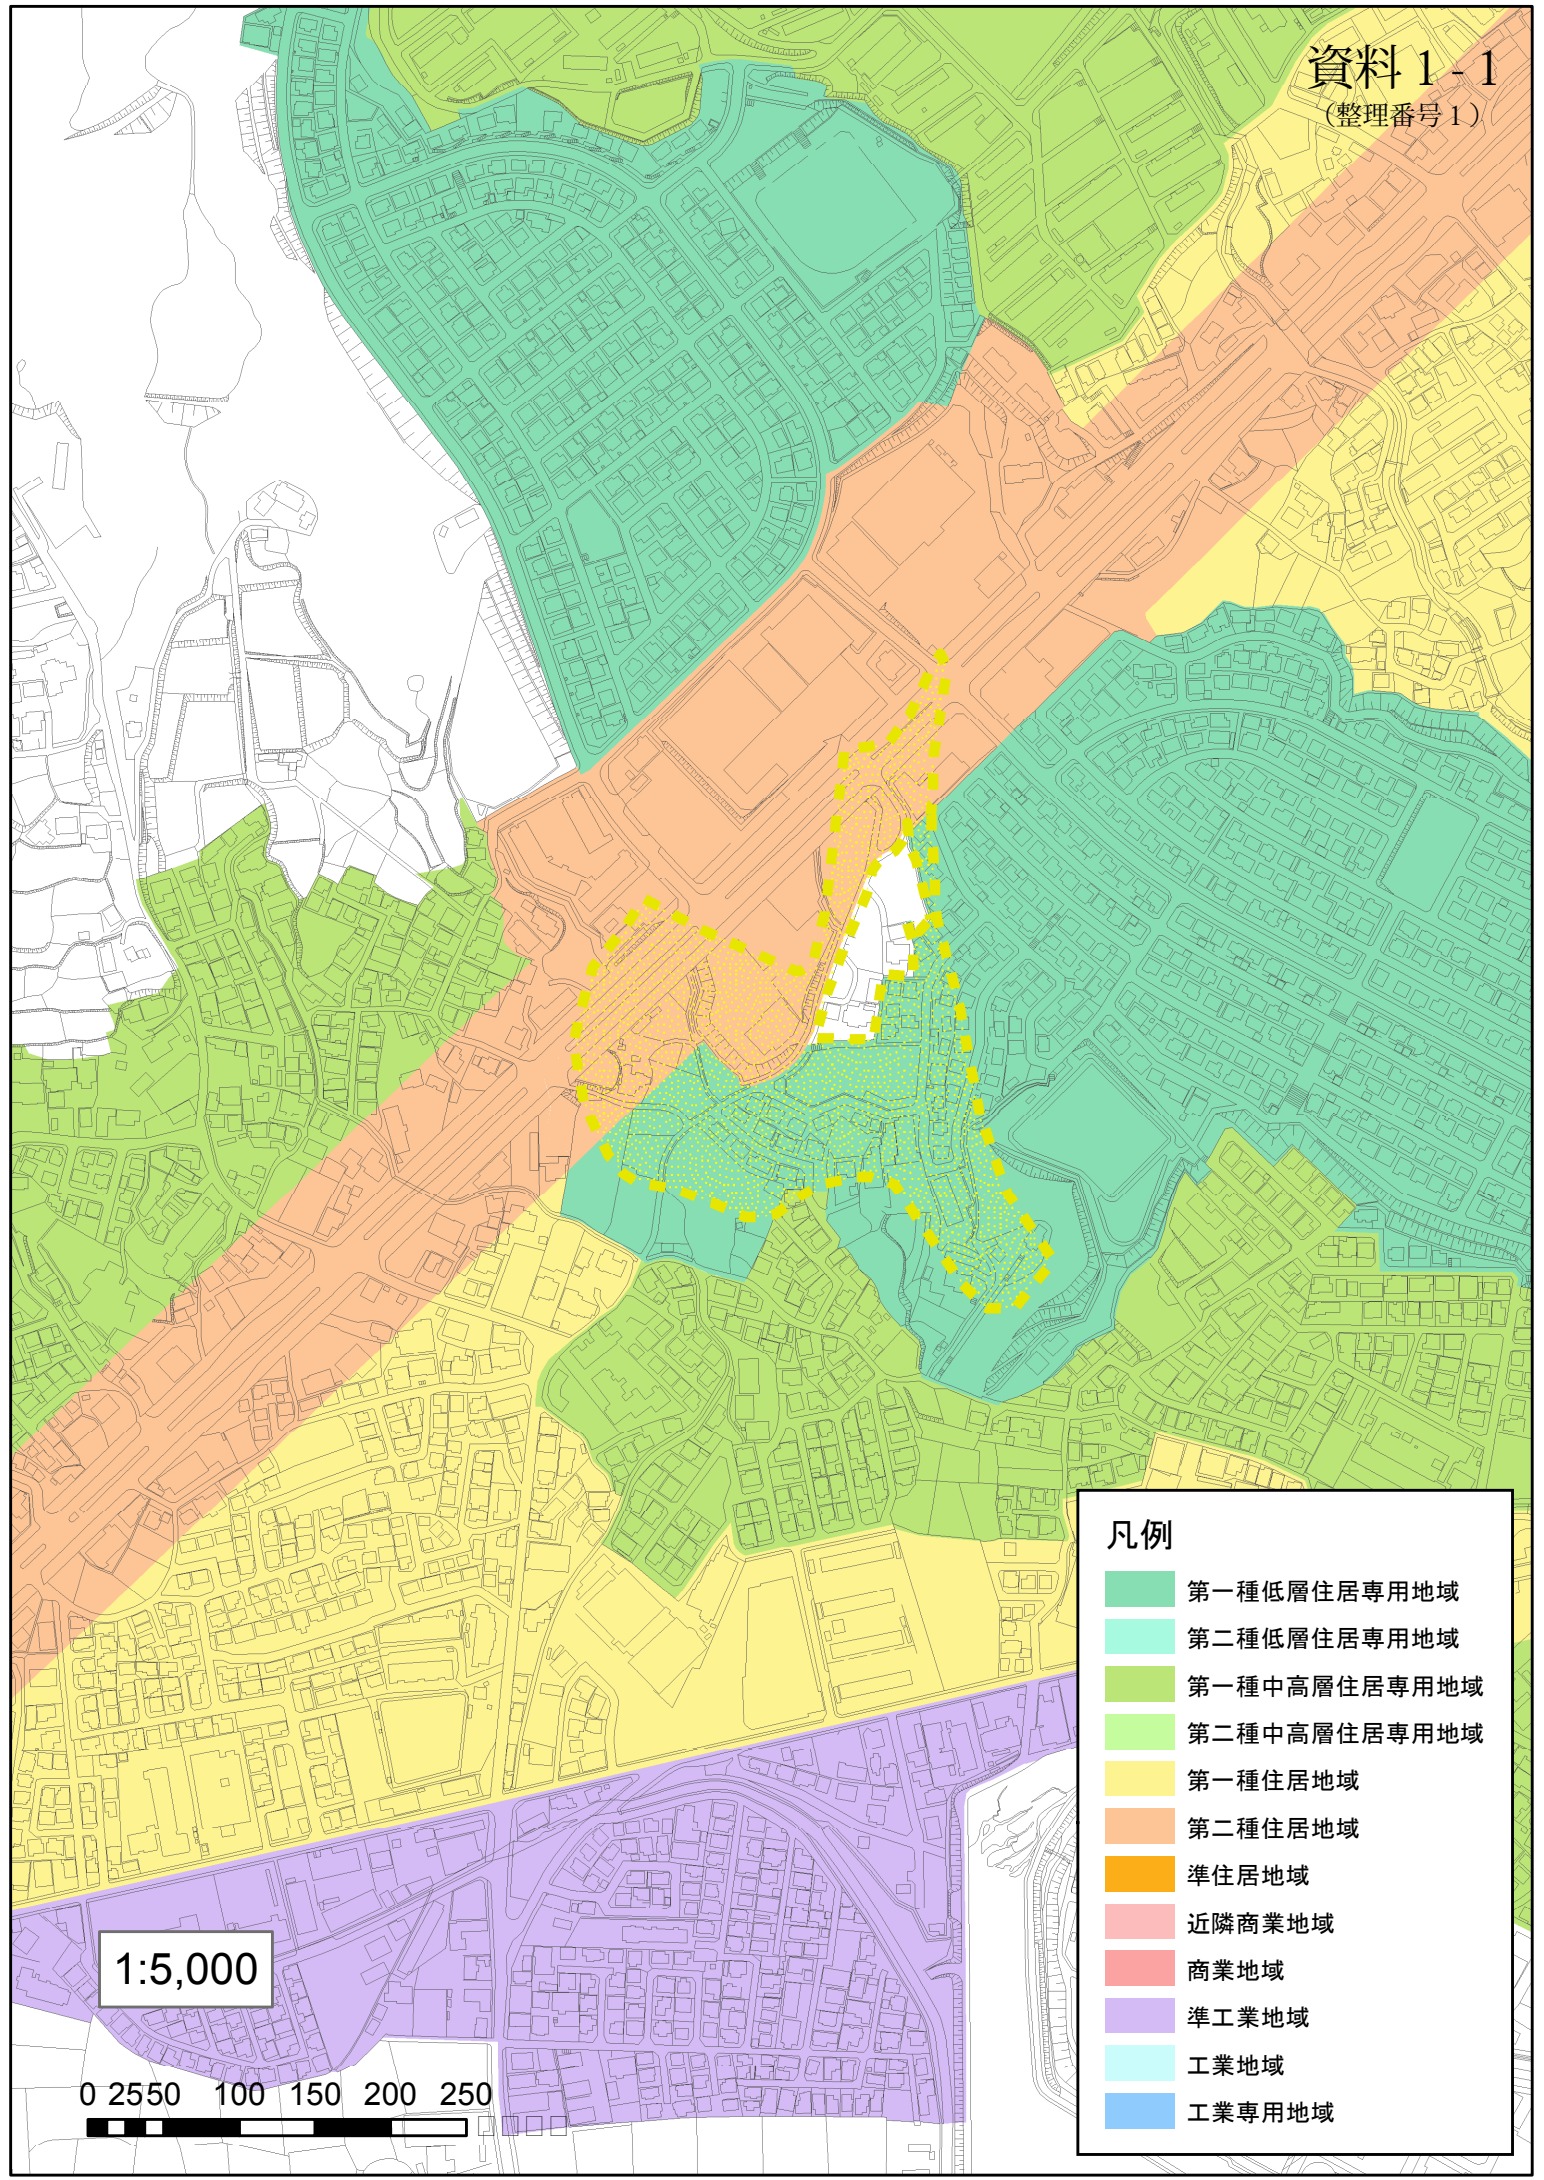 資料1-1
（整理番号1）
凡例
第一種低層住居専用地域
第二種低層住居専用地域
第一種中高層住居専用地域
第二種中高層住居専用地域
第一種住居地域
第二種住居地域
準住居地域
近隣商業地域
商業地域
準工業地域
工業地域
工業専用地域
1:5,000
0 25 50 100 150 200 250 □□□□